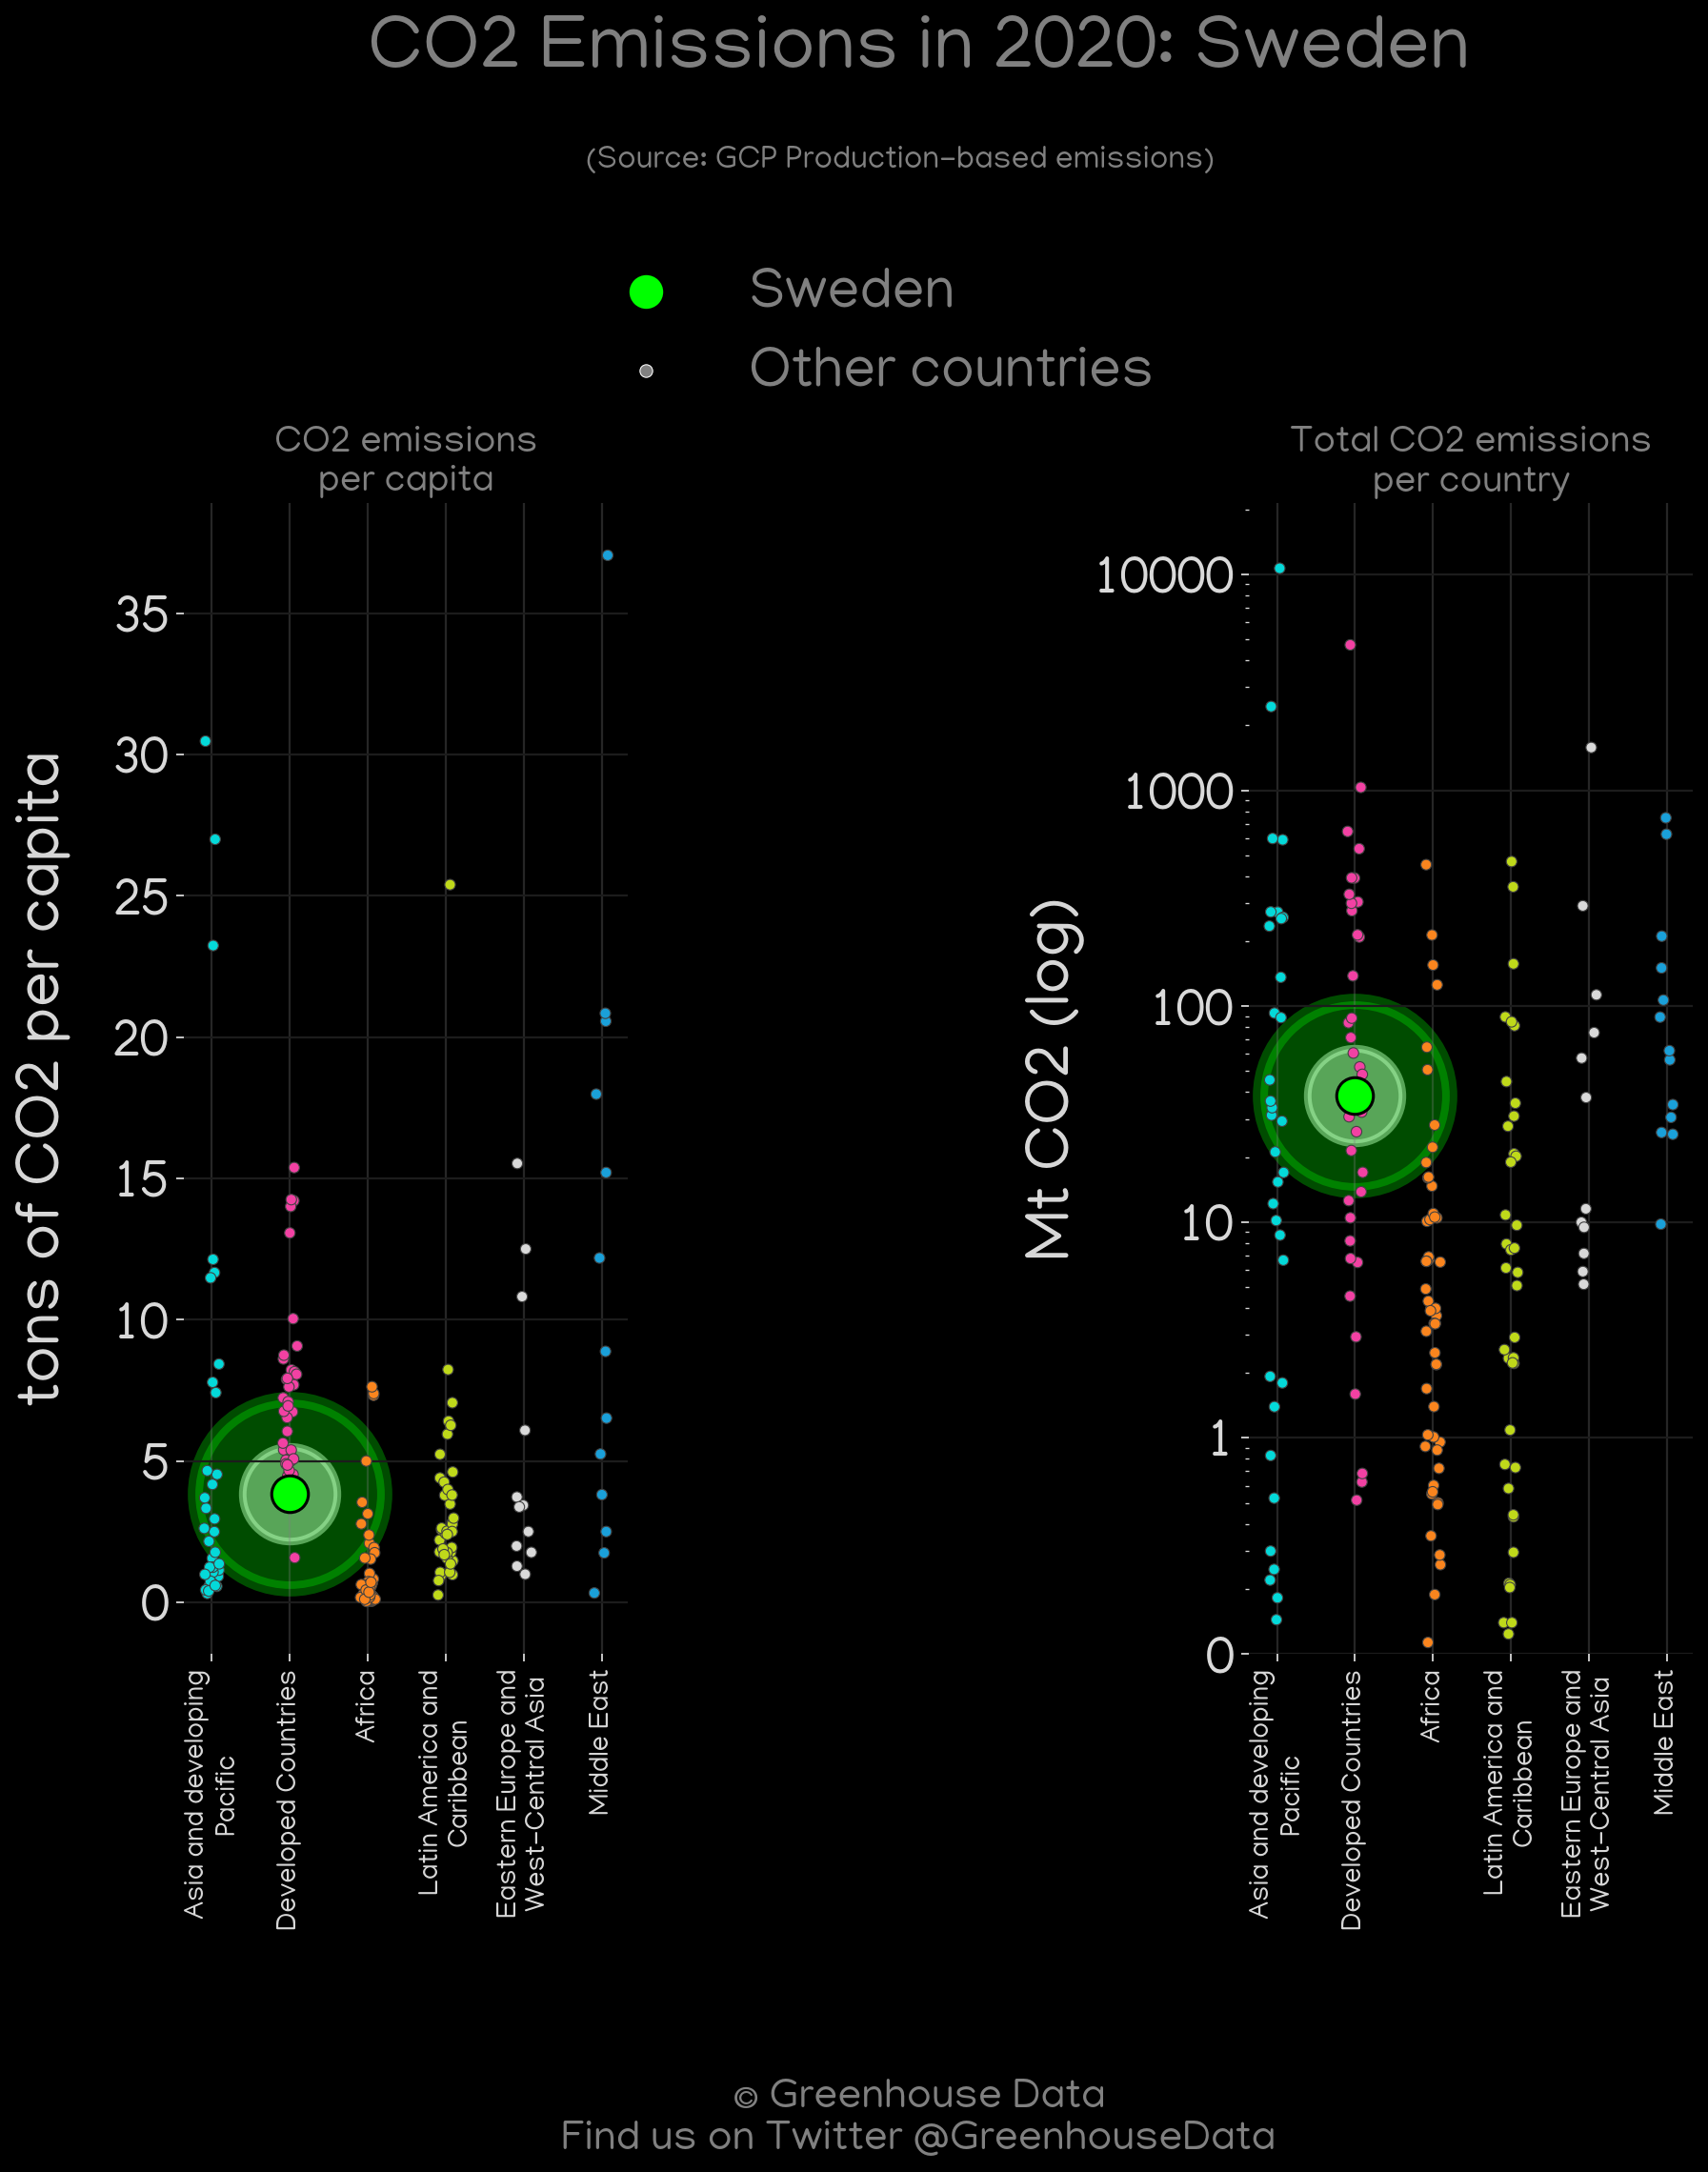 CO2 Emissions in 2020: Sweden
(Source: GCP Production-based emissions)
Sweden
Other countries
CO2 emissions
per capita
tons of CO2 per capita
35
30
25
20
15
10
5
0
Asia and developing
Pacific
Developed Countries
Africa
Latin America and
Caribbean
Eastern Europe and
West-Central Asia
Middle East
Total CO2 emissions
per country
Mt CO2 (log)
10000
1000
100
10
1
0
Asia and developing
Pacific
Developed Countries
Africa
Latin America and
Caribbean
Eastern Europe and
West-Central Asia
Middle East
© Greenhouse Data
Find us on Twitter @GreenhouseData